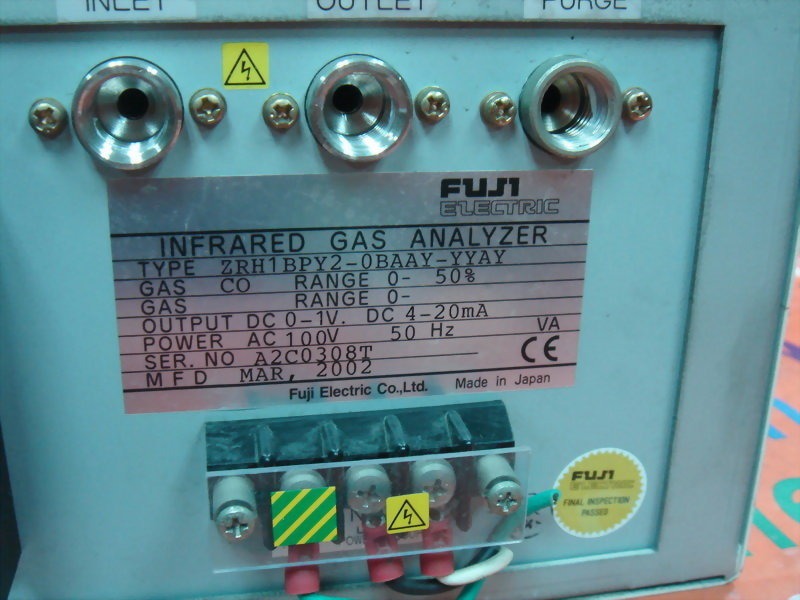 INLET
OUTLET
PURGE
FUJI
ELECTRIC
INFRARED GAS ANALYZER
TYPE ZRH1BPY2-0BAAY-YYAY
GAS CO RANGE 0- 50%
GAS RANGE 0-
OUTPUT DC 0-1V. DC 4-20mA
POWER AC 100V 50 Hz VA
SER. NO A2C0308T
MFD MAR, 2002
CE
Fuji Electric Co.,Ltd. Made in Japan
FUJI
ELECTRIC
FINAL INSPECTION
PASSED